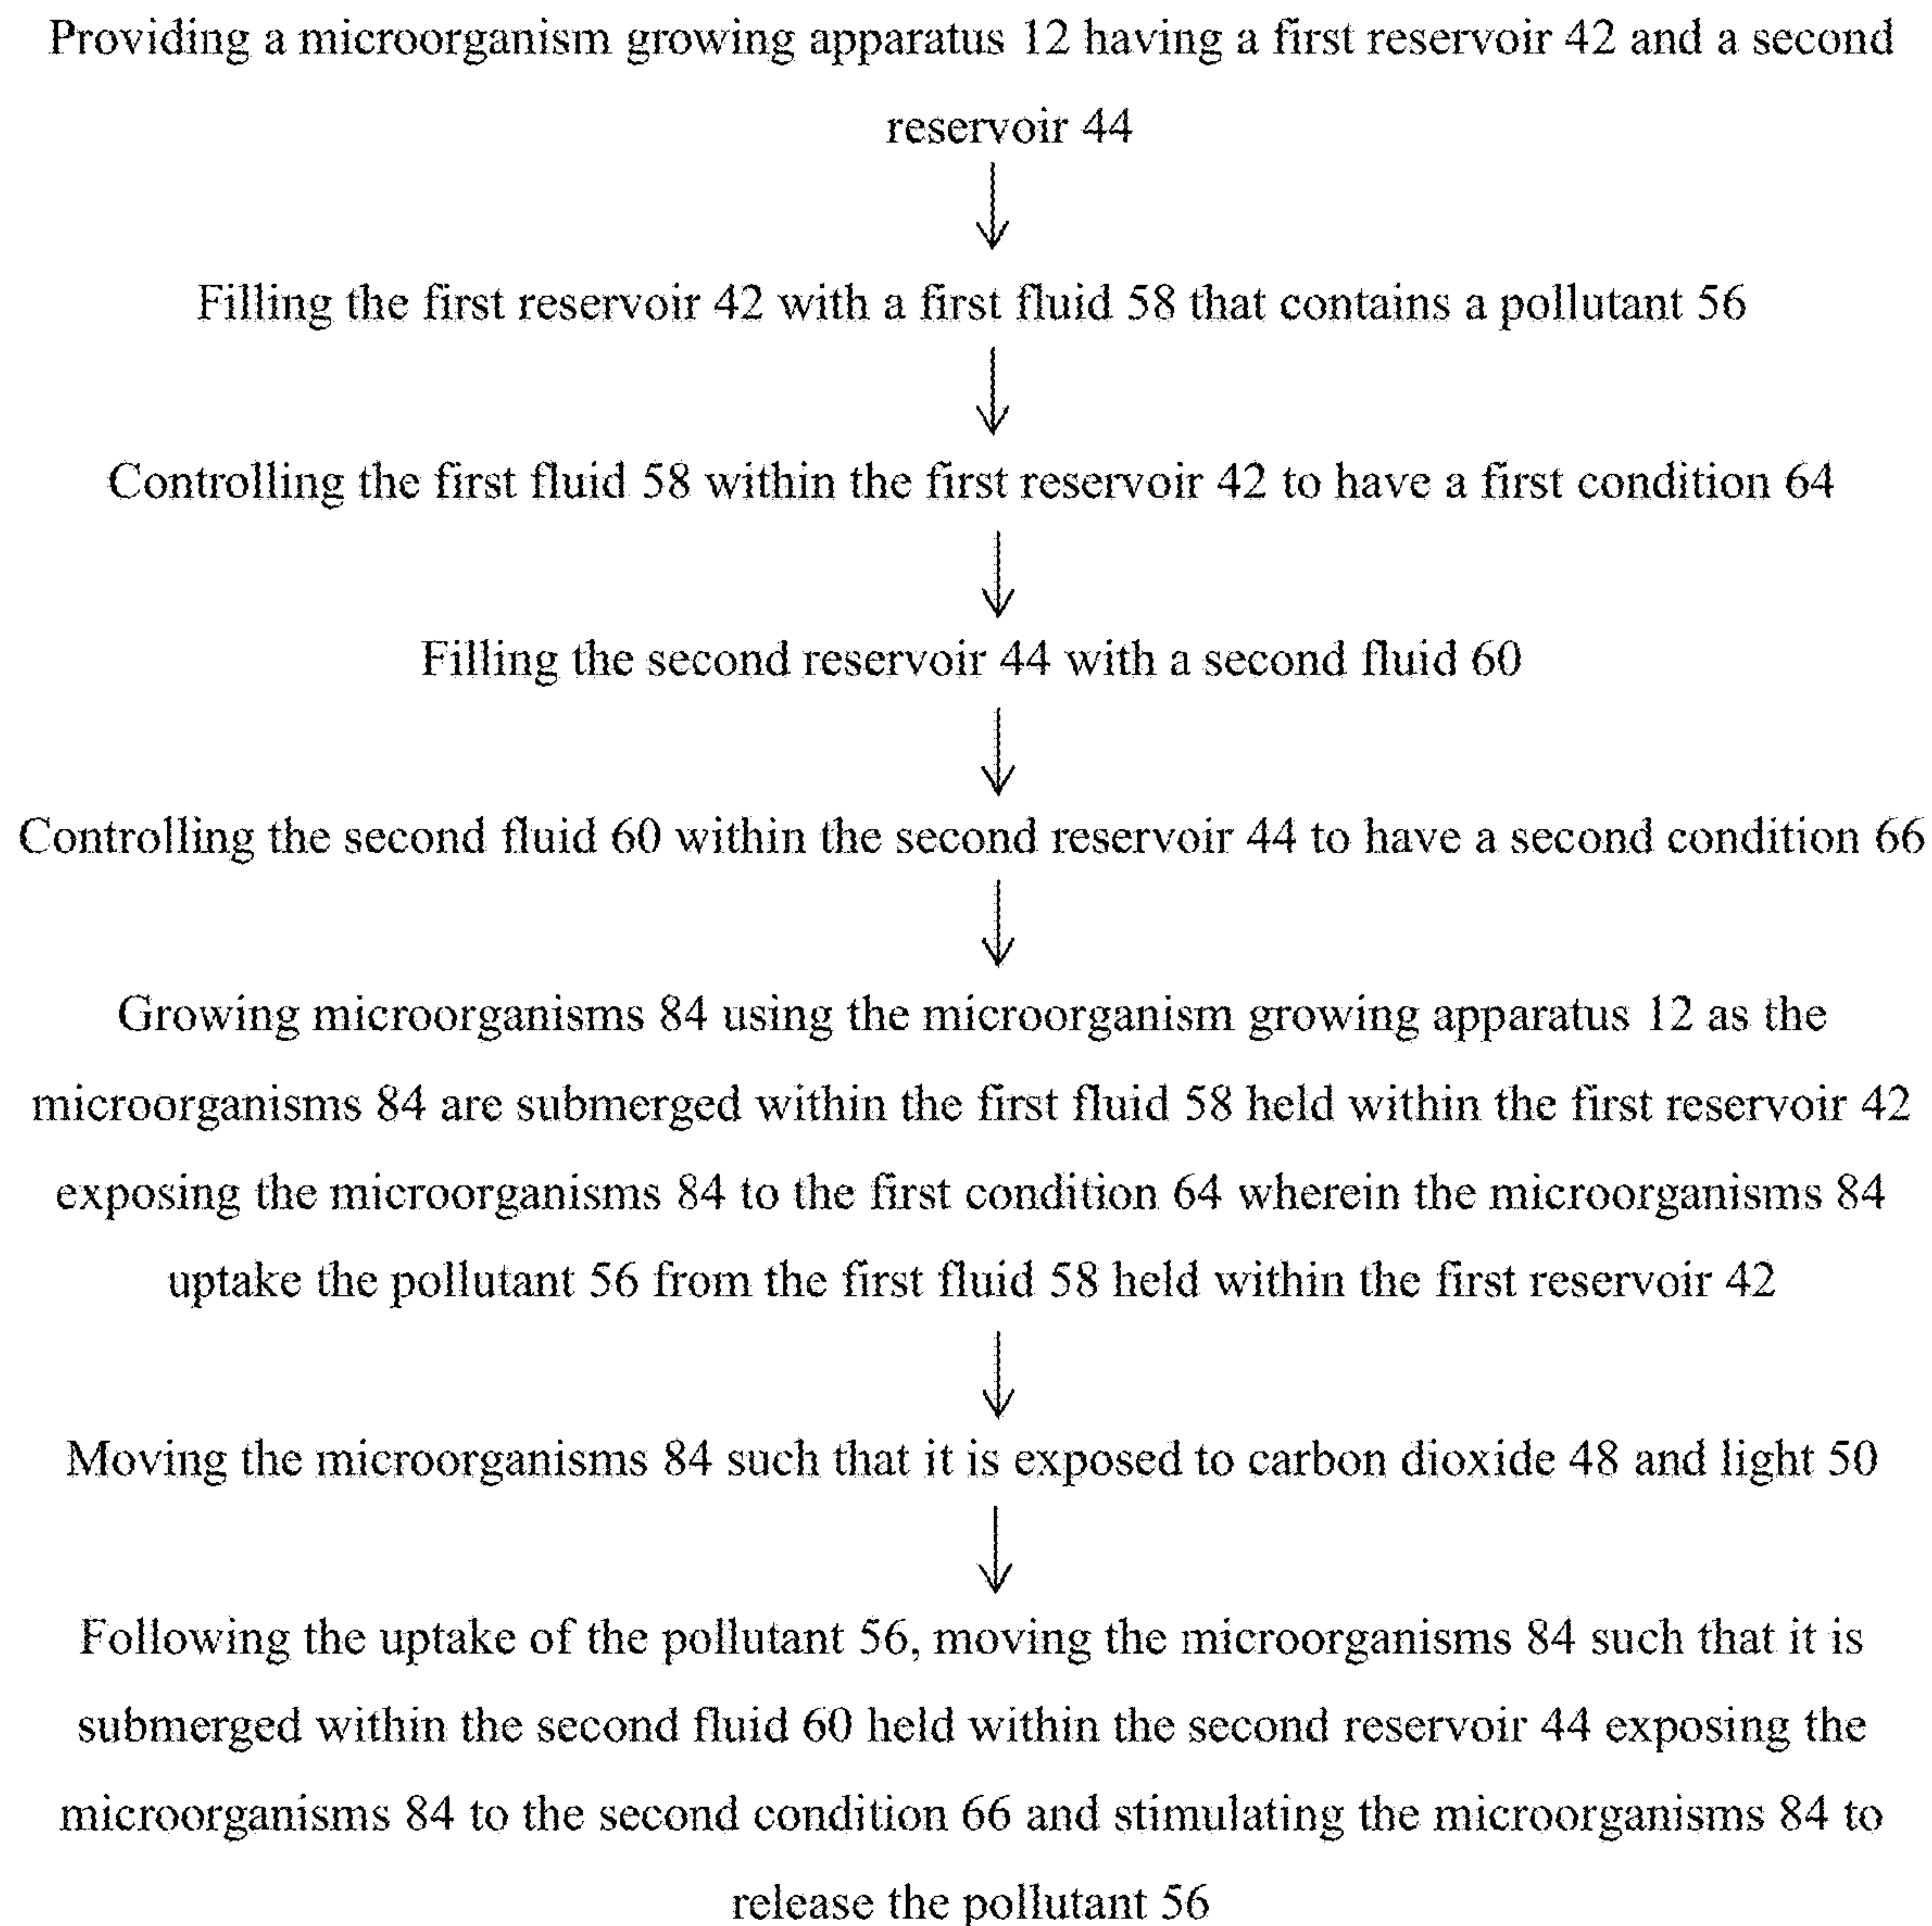 Providing a microorganism growing apparatus 12 having a first reservoir 42 and a second
reservoir 44
Filling the first reservoir 42 with a first fluid 58 that contains a pollutant 56
Controlling the first fluid 58 within the first reservoir 42 to have a first condition 64
Filling the second reservoir 44 with a second fluid 60
Controlling the second fluid 60 within the second reservoir 44 to have a second condition 66
Growing microorganisms 84 using the microorganism growing apparatus 12 as the
microorganisms 84 are submerged within the first fluid 58 held within the first reservoir 42
exposing the microorganisms 84 to the first condition 64 wherein the microorganisms 84
uptake the pollutant 56 from the first fluid 58 held within the first reservoir 42
Moving the microorganisms 84 such that it is exposed to carbon dioxide 48 and light 50
Following the uptake of the pollutant 56, moving the microorganisms 84 such that it is
submerged within the second fluid 60 held within the second reservoir 44 exposing the
microorganisms 84 to the second condition 66 and stimulating the microorganisms 84 to
release the pollutant 56